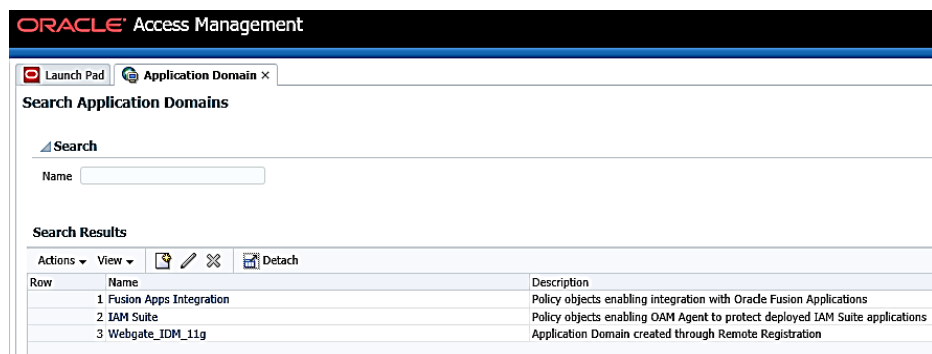 ORACLE Access Management
Launch Pad Application Domain ×
Search Application Domains
Search
Name
Search Results
Actions View Detach
Row Name Description
1 Fusion Apps Integration Policy objects enabling integration with Oracle Fusion Applications
2 IAM Suite Policy objects enabling OAM Agent to protect deployed IAM Suite applications
3 Webgate_IDM_11g Application Domain created through Remote Registration